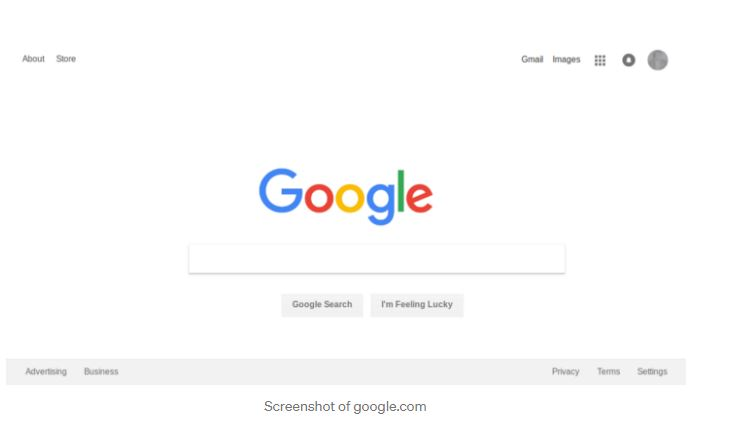 About Store Gmail Images
Google
Google Search I'm Feeling Lucky
Advertising Business Privacy Terms Settings
Screenshot of google.com